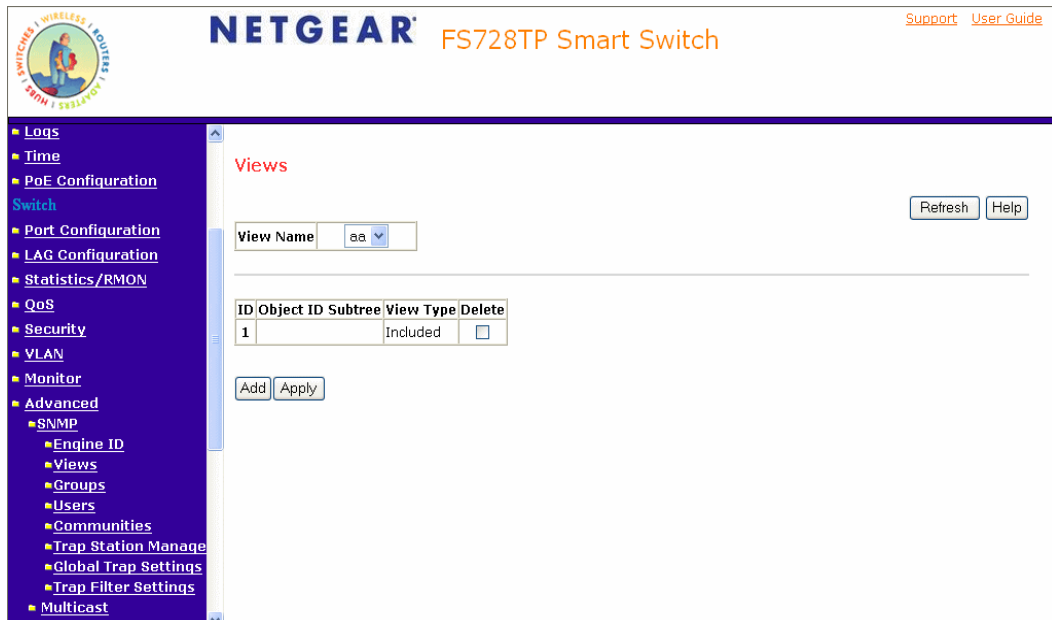 SWITCHES | WIRELESS | ROUTERS | ADAPTERS | HUBS |
NETGEAR
FS728TP Smart Switch
Support User Guide
Logs
Time
PoE Configuration
Switch
Port Configuration
LAG Configuration
Statistics/RMON
QoS
Security
VLAN
Monitor
Advanced
SNMP
Engine ID
Views
Groups
Users
Communities
Trap Station Manage
Global Trap Settings
Trap Filter Settings
Multicast
Views
Refresh Help
View Name aa
ID Object ID Subtree View Type Delete
1 Included
Add Apply